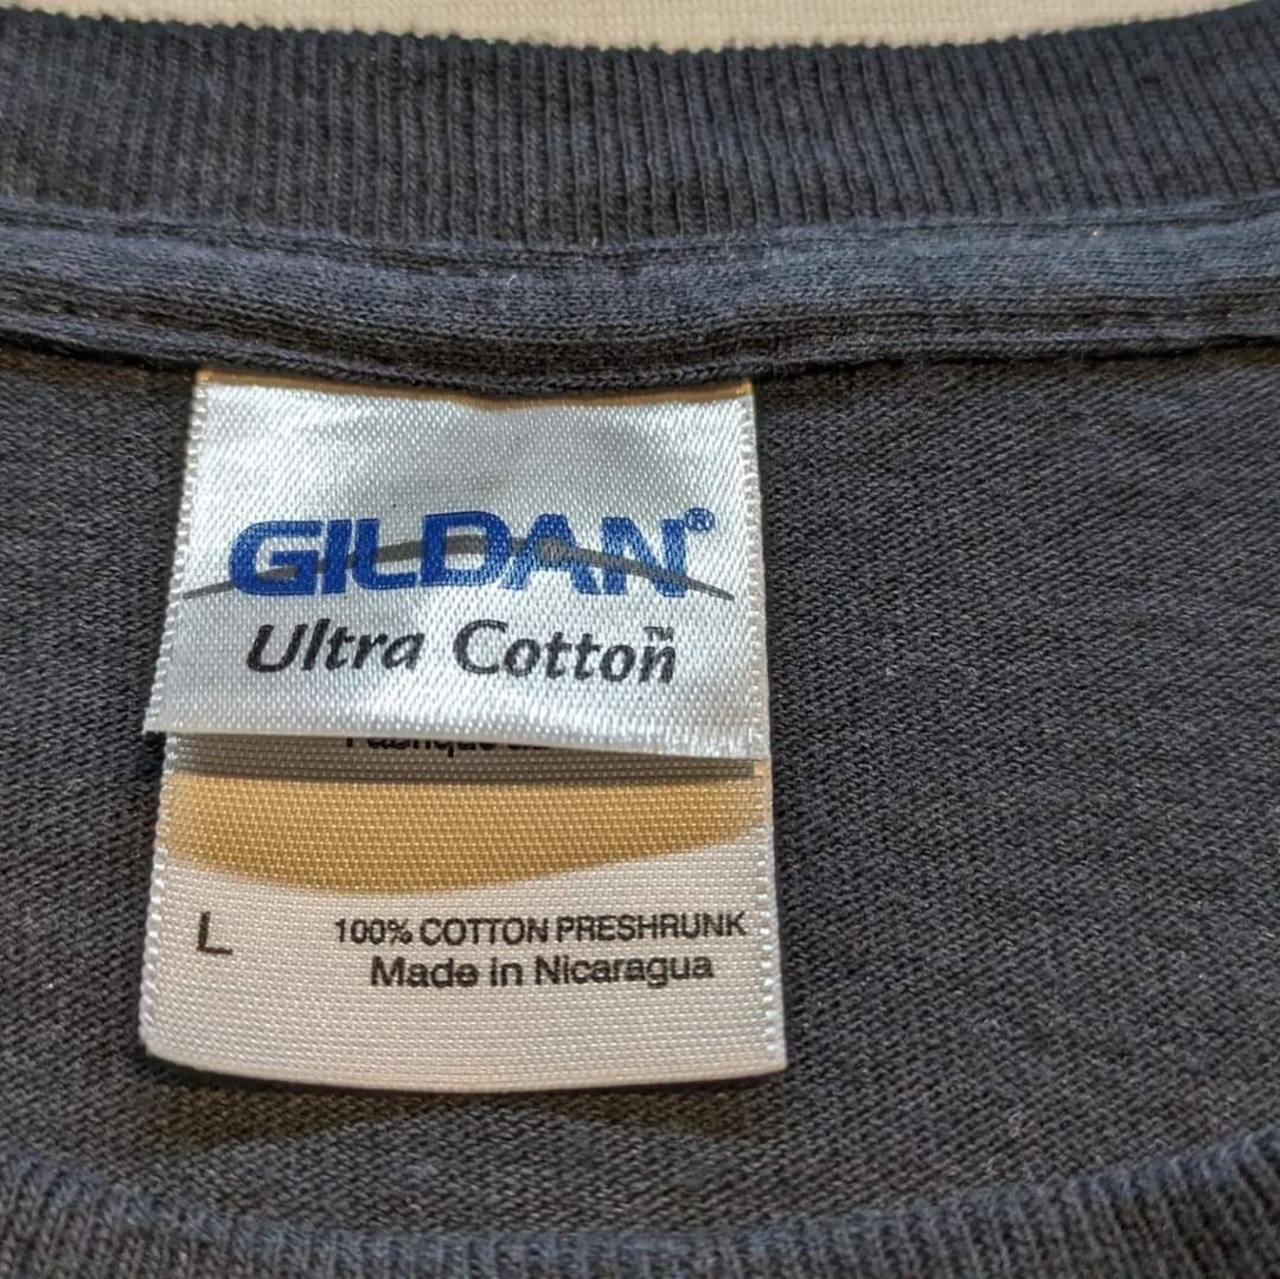 GILDAN®
Ultra Cotton™
L
100% COTTON PRESHRUNK
Made in Nicaragua